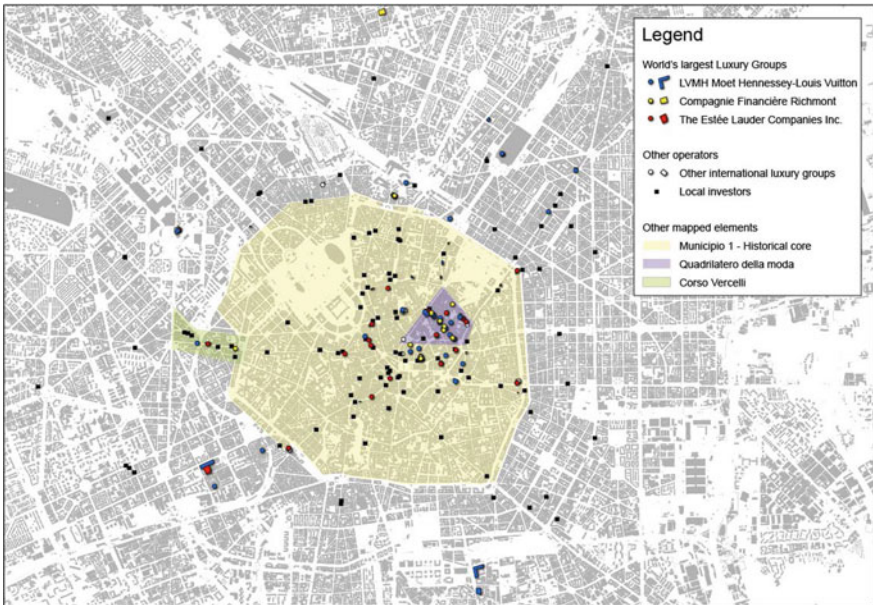 Legend
World's largest Luxury Groups
LVMH Moet Hennessey-Louis Vuitton
Compagnie Financière Richmont
The Estée Lauder Companies Inc.
Other operators
Other international luxury groups
Local investors
Other mapped elements
Municipio 1 - Historical core
Quadrilatero della moda
Corso Vercelli